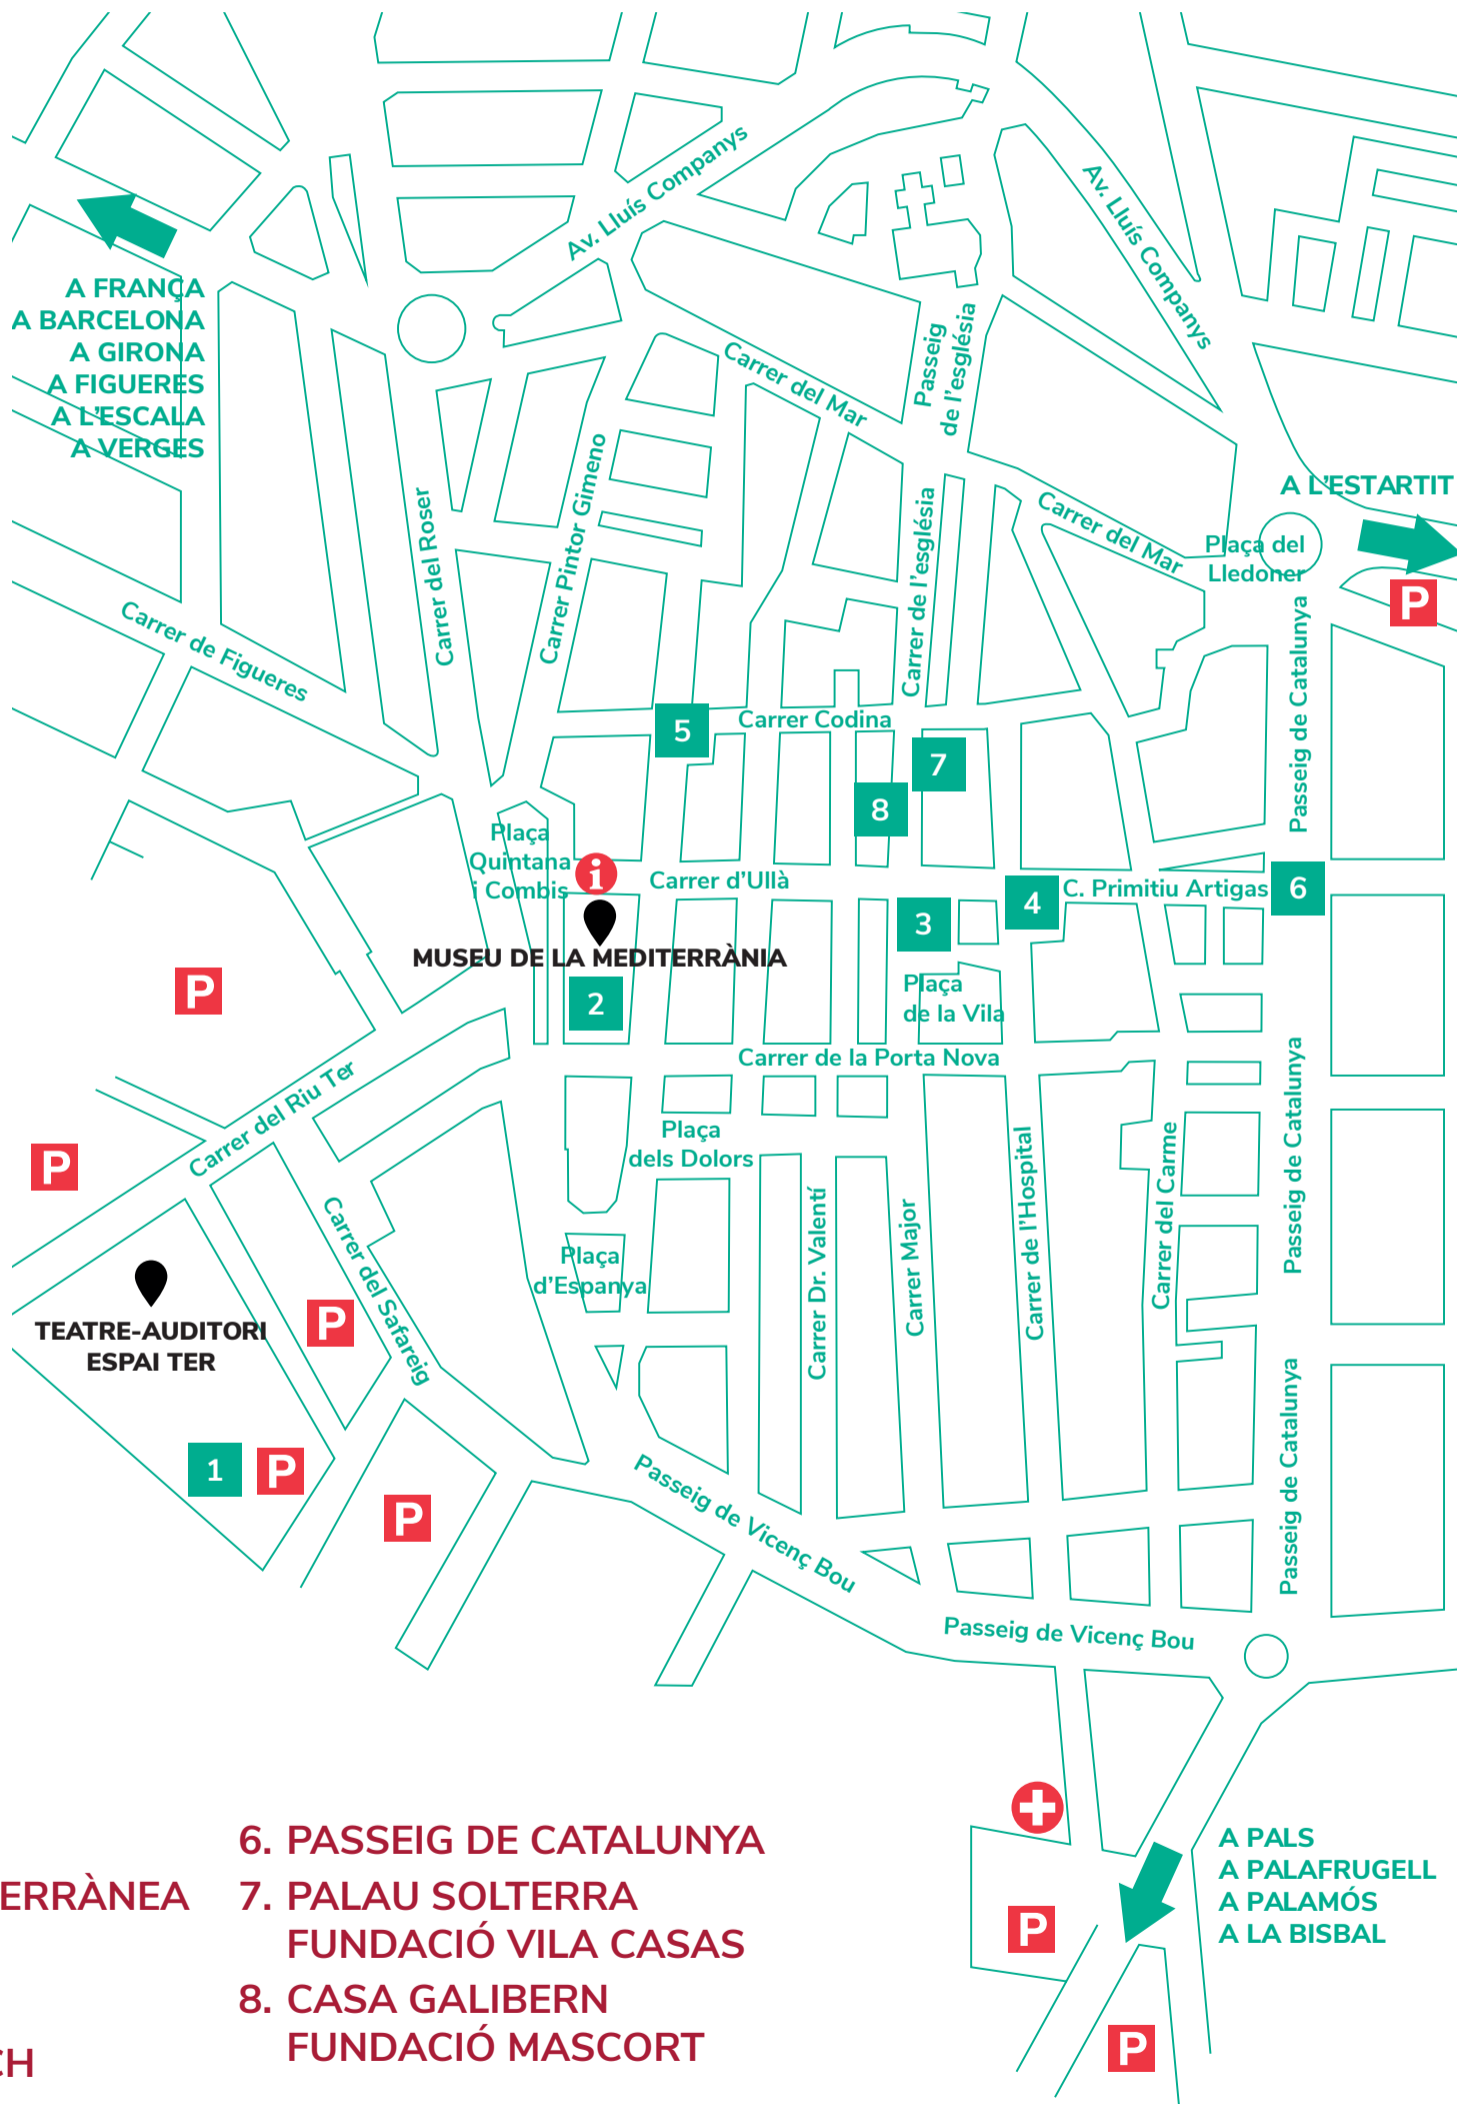 Av. Lluís Companys
Av. Lluís Companys
A FRANÇA
A BARCELONA
A GIRONA
A FIGUERES
A L'ESCALA
A VERGES
Passeig
de l'església
Carrer del Mar
Carrer del Mar
A L'ESTARTIT
Plaça del
Lledoner
P
Carrer del Roser
Carrer Pintor Gimeno
Carrer de l'església
Carrer de Figueres
Passeig de Catalunya
5
Carrer Codina
7
8
Plaça
Quintana
i Combis
i
Carrer d'Ullà
4
C. Primitiu Artigas
6
3
MUSEU DE LA MEDITERRÀNIA
P
2
Plaça
de la Vila
Carrer de la Porta Nova
Carrer del Riu Ter
P
Plaça
dels Dolors
Carrer Dr. Valentí
Carrer Major
Carrer de l'Hospital
Carrer del Carme
Passeig de Catalunya
Plaça
d'Espanya
Carrer del Safareig
TEATRE-AUDITORI
ESPAI TER
P
1
P
P
Passeig de Catalunya
Passeig de Vicenç Bou
Passeig de Vicenç Bou
A PALS
A PALAFRUGELL
A PALAMÓS
A LA BISBAL
P
P
ERRÀNEA
CH
6. PASSEIG DE CATALUNYA
7. PALAU SOLTERRA
FUNDACIÓ VILA CASAS
8. CASA GALIBERN
FUNDACIÓ MASCORT